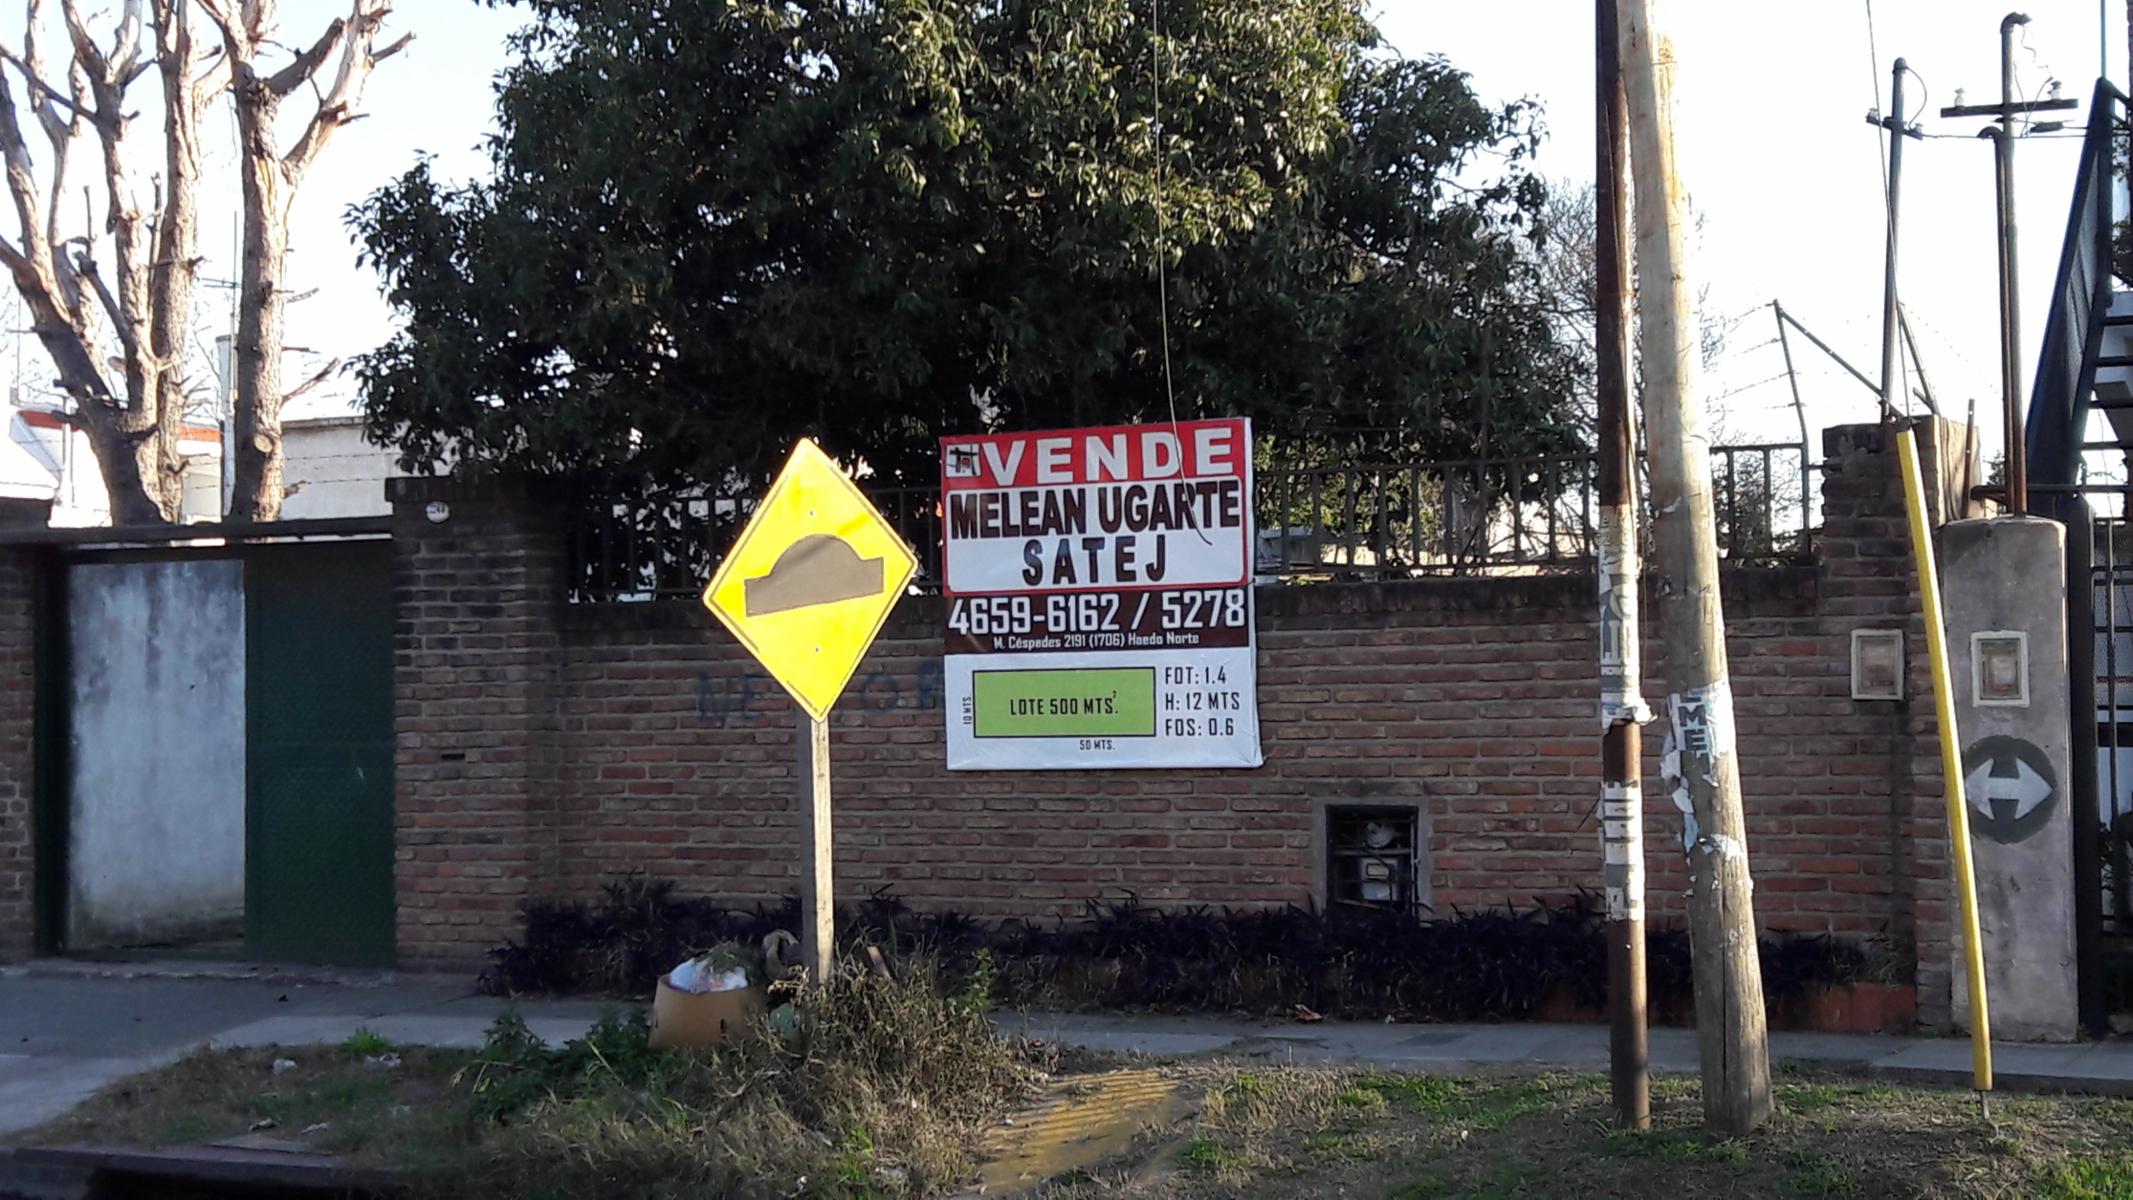 VENDE
MELEAN UGARTE
SATEJ
4659-6162 / 5278
M. Céspedes 2191 (1706) Haedo Norte
10 MTS
LOTE 500 MTS.²
50 MTS.
FOT: 1.4
H: 12 MTS
FOS: 0.6